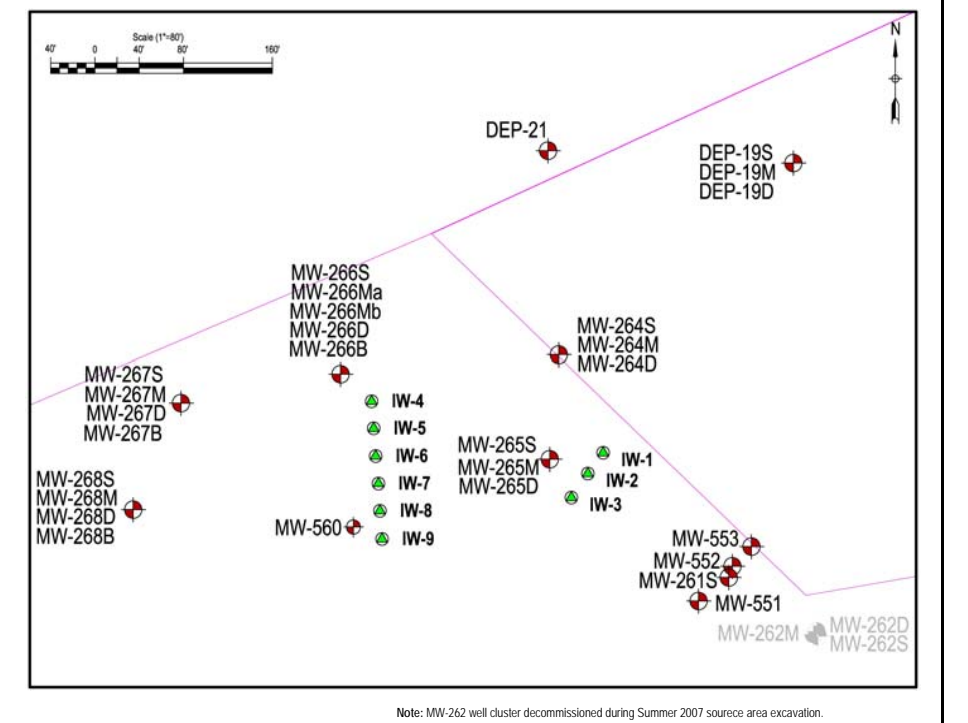 Scale (1"=80')
40' 0 40' 80' 160'
N
DEP-21
DEP-19S
DEP-19M
DEP-19D
MW-266S
MW-266Ma
MW-266Mb
MW-266D
MW-266B
MW-264S
MW-264M
MW-264D
MW-267S
MW-267M
MW-267D
MW-267B
IW-4
IW-5
IW-6
IW-7
IW-8
IW-9
MW-265S
MW-265M
MW-265D
IW-1
IW-2
IW-3
MW-268S
MW-268M
MW-268D
MW-268B
MW-560
MW-553
MW-552
MW-261S
MW-551
MW-262M
MW-262D
MW-262S
Note: MW-262 well cluster decommissioned during Summer 2007 sourece area excavation.